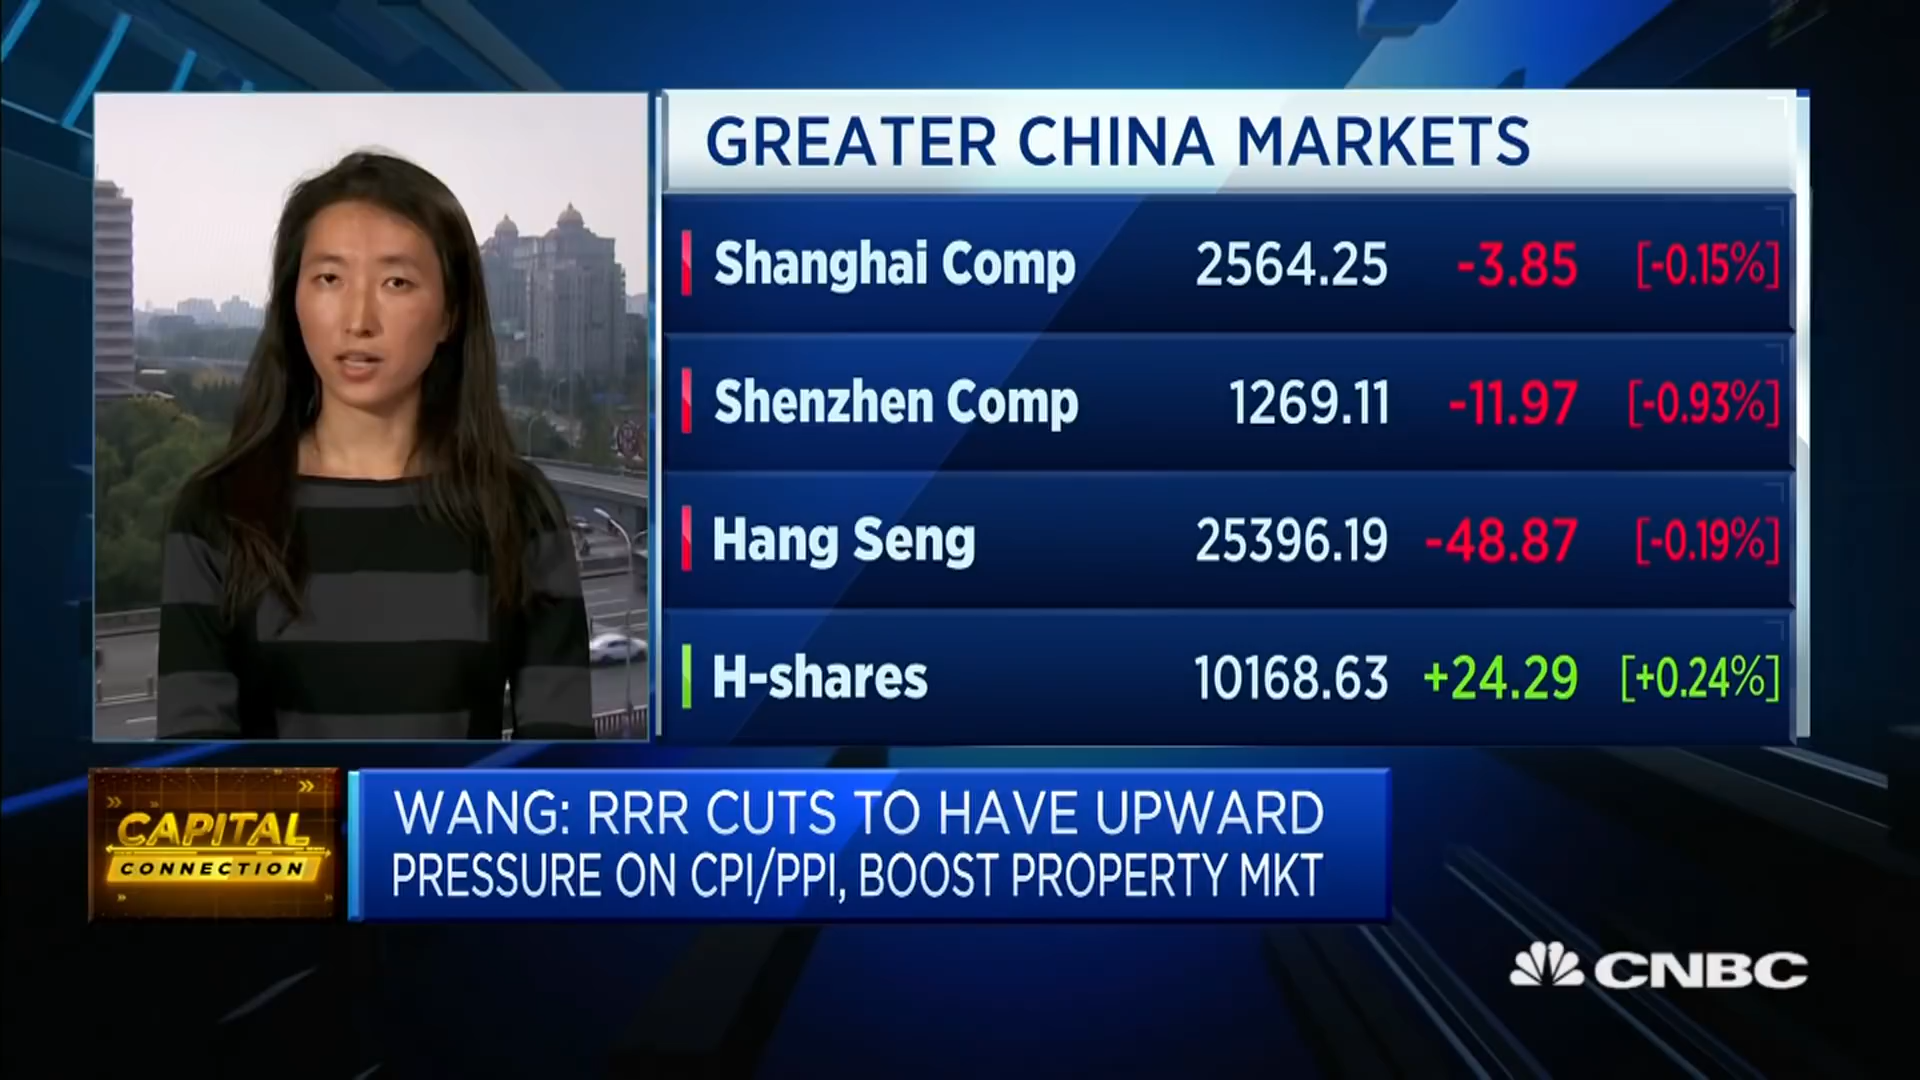 GREATER CHINA MARKETS
Shanghai Comp 2564.25 -3.85 [-0.15%]
Shenzhen Comp 1269.11 -11.97 [-0.93%]
Hang Seng 25396.19 -48.87 [-0.19%]
H-shares 10168.63 +24.29 [+0.24%]
CAPITAL
CONNECTION
WANG: RRR CUTS TO HAVE UPWARD
PRESSURE ON CPI/PPI, BOOST PROPERTY MKT
CNBC